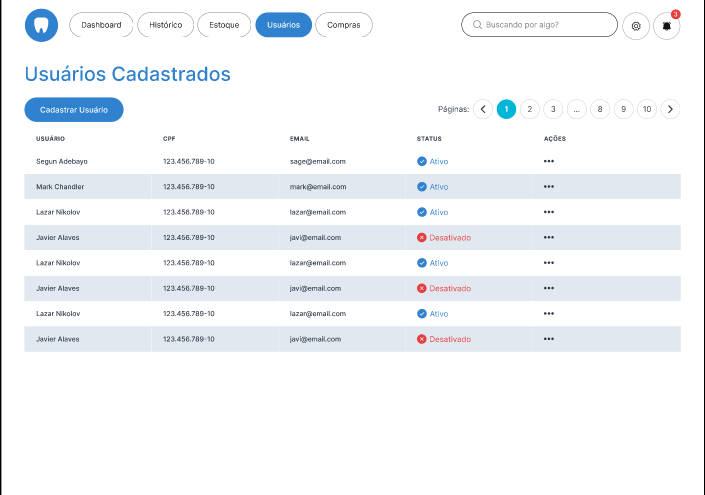 Dashboard Histórico Estoque Usuários Compras Buscando por algo? 3
Usuários Cadastrados
Cadastrar Usuário Páginas: 1 2 3 ... 8 9 10
USUÁRIO CPF EMAIL STATUS AÇÕES
Segun Adebayo 123.456.789-10 sage@email.com Ativo
Mark Chandler 123.456.789-10 mark@email.com Ativo
Lazar Nikolov 123.456.789-10 lazar@email.com Ativo
Javier Alaves 123.456.789-10 javi@email.com Desativado
Lazar Nikolov 123.456.789-10 lazar@email.com Ativo
Javier Alaves 123.456.789-10 javi@email.com Desativado
Lazar Nikolov 123.456.789-10 lazar@email.com Ativo
Javier Alaves 123.456.789-10 javi@email.com Desativado